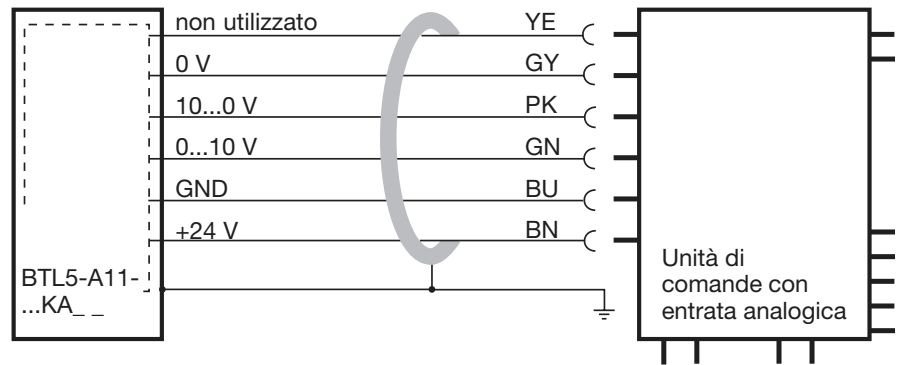 non utilizzato YE
0 V GY
10...0 V PK
0...10 V GN
GND BU
+24 V BN
BTL5-A11-
...KA_ _
Unità di
comande con
entrata analogica